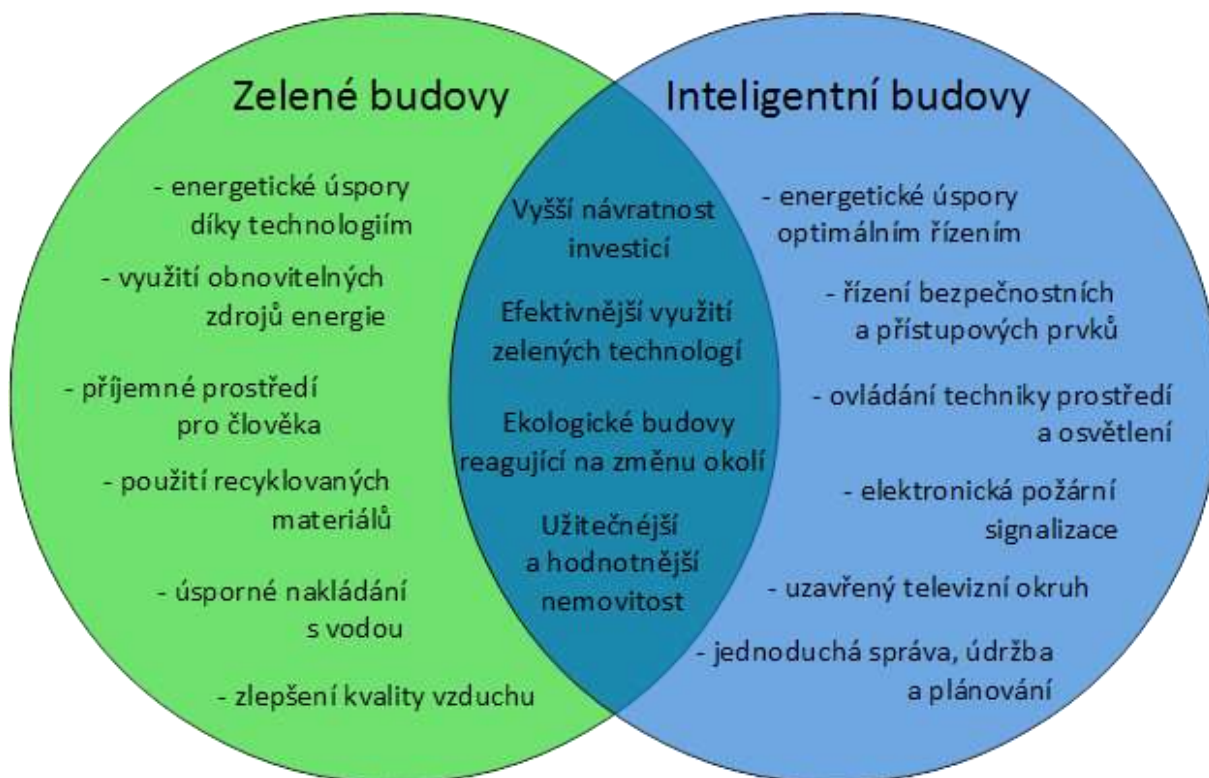 Zelené budovy
- energetické úspory
díky technologiím
- využití obnovitelných
zdrojů energie
- příjemné prostředí
pro člověka
- použití recyklovaných
materiálů
- úsporné nakládání
s vodou
- zlepšení kvality vzduchu
Vyšší návratnost
investicí
Efektivnější využití
zelených technologí
Ekologické budovy
reagující na změnu okolí
Užitečnéjší
a hodnotnější
nemovitost
Inteligentní budovy
- energetické úspory
optimálním řízením
- řízení bezpečnostních
a přístupových prvků
- ovládání techniky prostředí
a osvětlení
- elektronická požární
signalizace
- uzavřený televizní okruh
- jednoduchá správa, údržba
a plánování